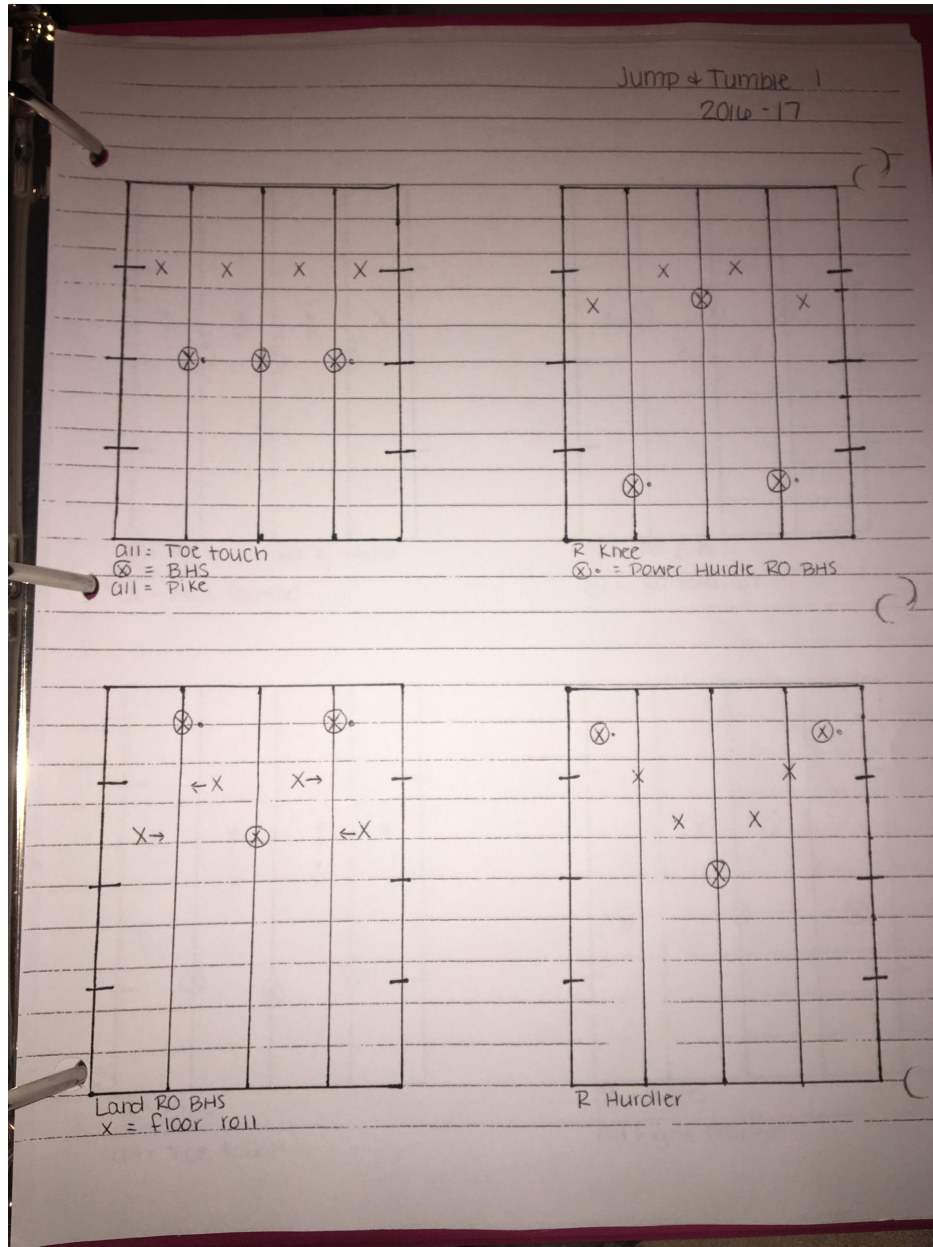 Jump & Tumble 1
2016-17
X X X X
X X
X X
ⓧ
ⓧ. ⓧ ⓧ.
ⓧ. ⓧ.
all = Toe touch
ⓧ = BHS
all = Pike
R Knee
ⓧ. = Power Hurdle RO BHS
ⓧ. ⓧ.
←X X→
X→ ⓧ ←X
ⓧ. ⓧ.
X X
X X
ⓧ
Land RO BHS
X = floor roll
R Hurdler